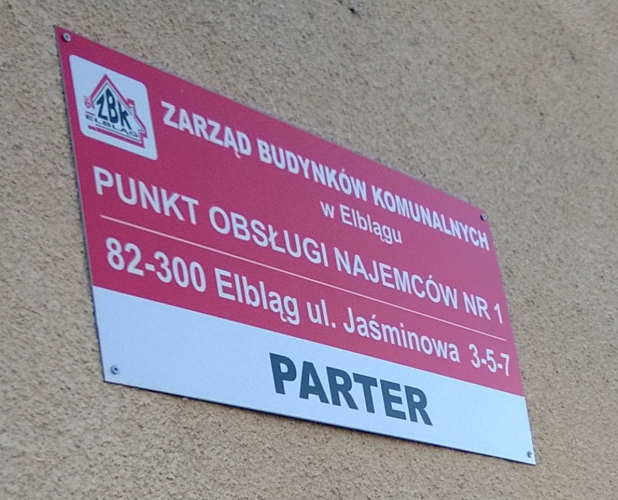 ZBK
ELBLĄG
ZARZĄD BUDYNKÓW KOMUNALNYCH
w Elblągu
PUNKT OBSŁUGI NAJEMCÓW NR 1
82-300 Elbląg ul. Jaśminowa 3-5-7
PARTER